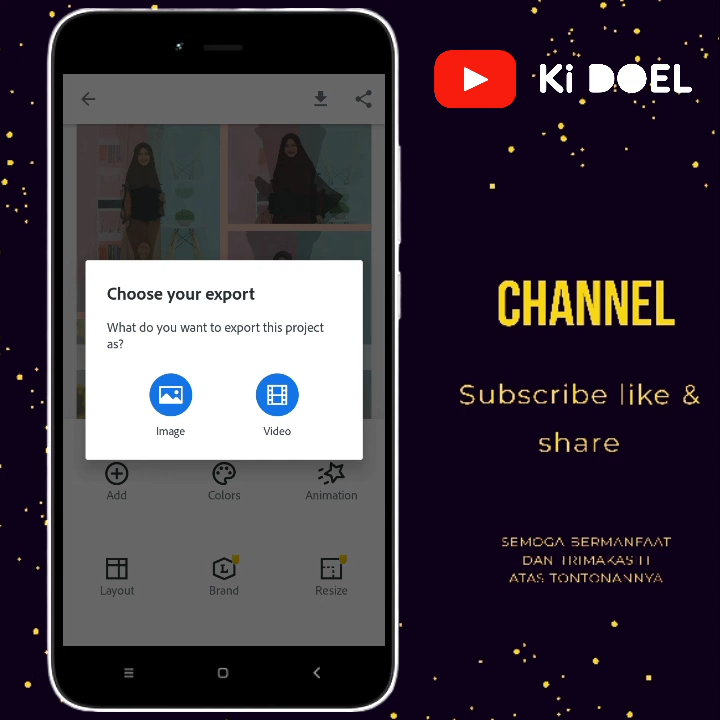 Ki DOEL
CHANNEL
Subscribe like &
share
SEMOGA BERMANFAAT
DAN TRIMAKASIH
ATAS TONTONANNYA
Choose your export
What do you want to export this project
as?
Image
Video
Add
Colors
Animation
Layout
Brand
Resize